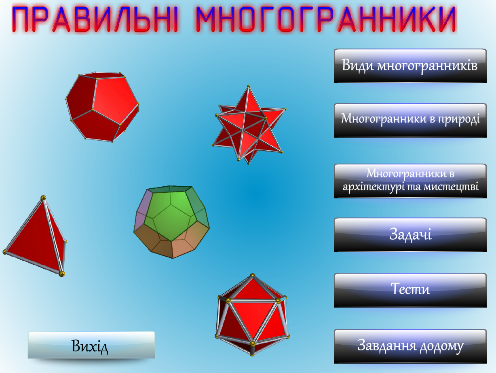 ПРАВИЛЬНІ МНОГОГРАННИКИ
Види многогранників
Многогранники в природі
Многогранники в
архітектурі та мистецтві
Задачі
Тести
Завдання додому
Вихід